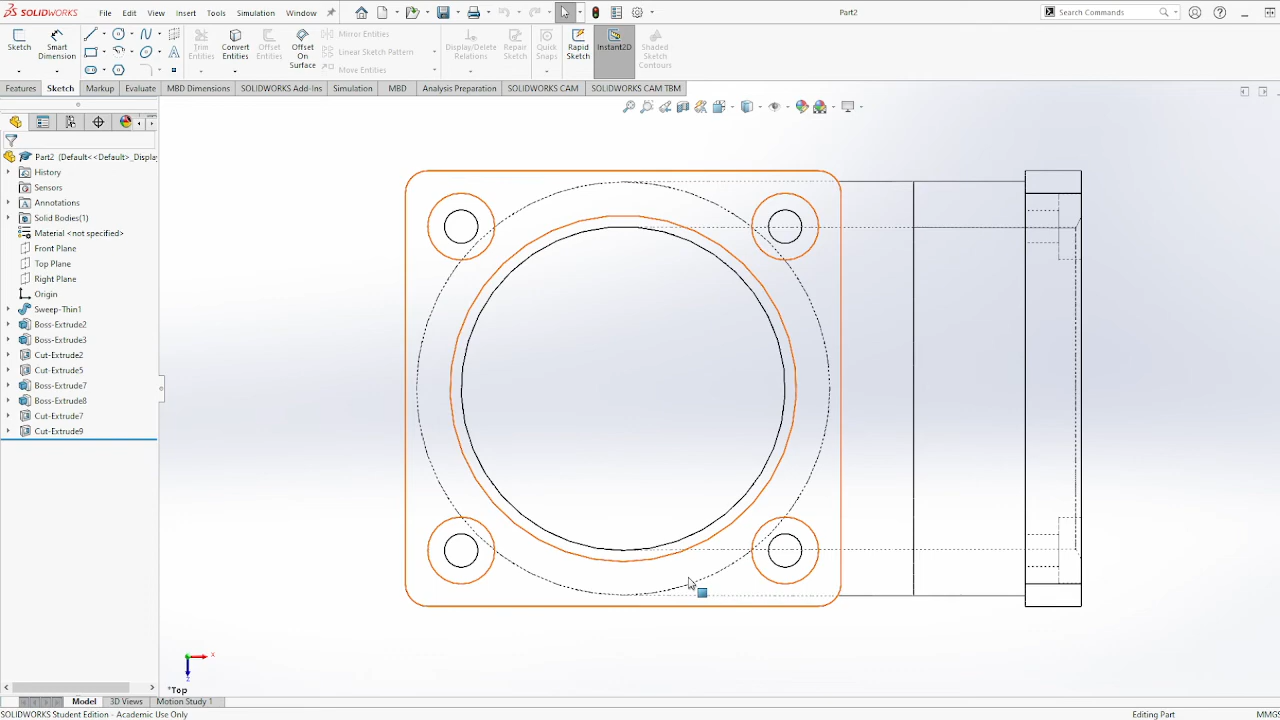 SOLIDWORKS File Edit View Insert Tools Simulation Window Part2 Search Commands
Sketch Smart Dimension Trim Entities Convert Entities Offset Entities Offset On Surface Mirror Entities Linear Sketch Pattern Move Entities Display/Delete Relations Repair Sketch Quick Snaps Rapid Sketch Instant2D Shaded Sketch Contours
Features Sketch Markup Evaluate MBD Dimensions SOLIDWORKS Add-Ins Simulation MBD Analysis Preparation SOLIDWORKS CAM SOLIDWORKS CAM TBM
Part2 (Default<<Default>_Displa
History
Sensors
Annotations
Solid Bodies(1)
Material <not specified>
Front Plane
Top Plane
Right Plane
Origin
Sweep-Thin1
Boss-Extrude2
Boss-Extrude3
Cut-Extrude2
Cut-Extrude5
Boss-Extrude7
Boss-Extrude8
Cut-Extrude7
Cut-Extrude9
x
z
*Top
Model 3D Views Motion Study 1
SOLIDWORKS Student Edition - Academic Use Only Editing Part MMGS